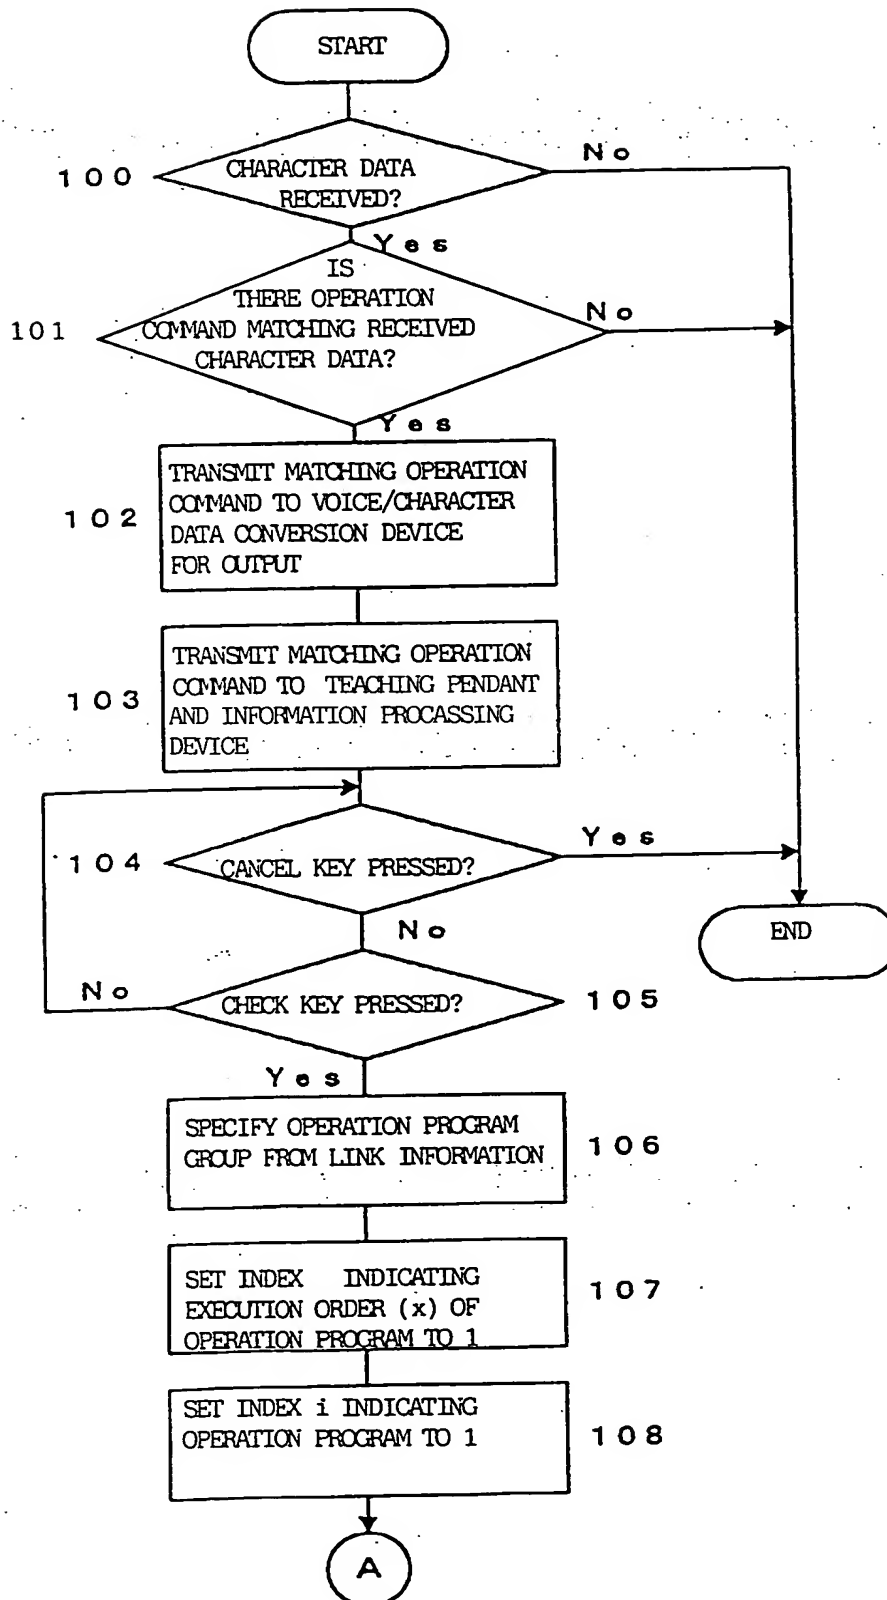 START
100
CHARACTER DATA
RECEIVED?
No
Yes
101
IS
THERE OPERATION
COMMAND MATCHING RECEIVED
CHARACTER DATA?
No
Yes
102
TRANSMIT MATCHING OPERATION
COMMAND TO VOICE/CHARACTER
DATA CONVERSION DEVICE
FOR OUTPUT
103
TRANSMIT MATCHING OPERATION
COMMAND TO TEACHING PENDANT
AND INFORMATION PROCASSING
DEVICE
104
CANCEL KEY PRESSED?
Yes
No
END
No
CHECK KEY PRESSED?
105
Yes
SPECIFY OPERATION PROGRAM
GROUP FROM LINK INFORMATION
106
SET INDEX INDICATING
EXECUTION ORDER (x) OF
OPERATION PROGRAM TO 1
107
SET INDEX i INDICATING
OPERATION PROGRAM TO 1
108
A